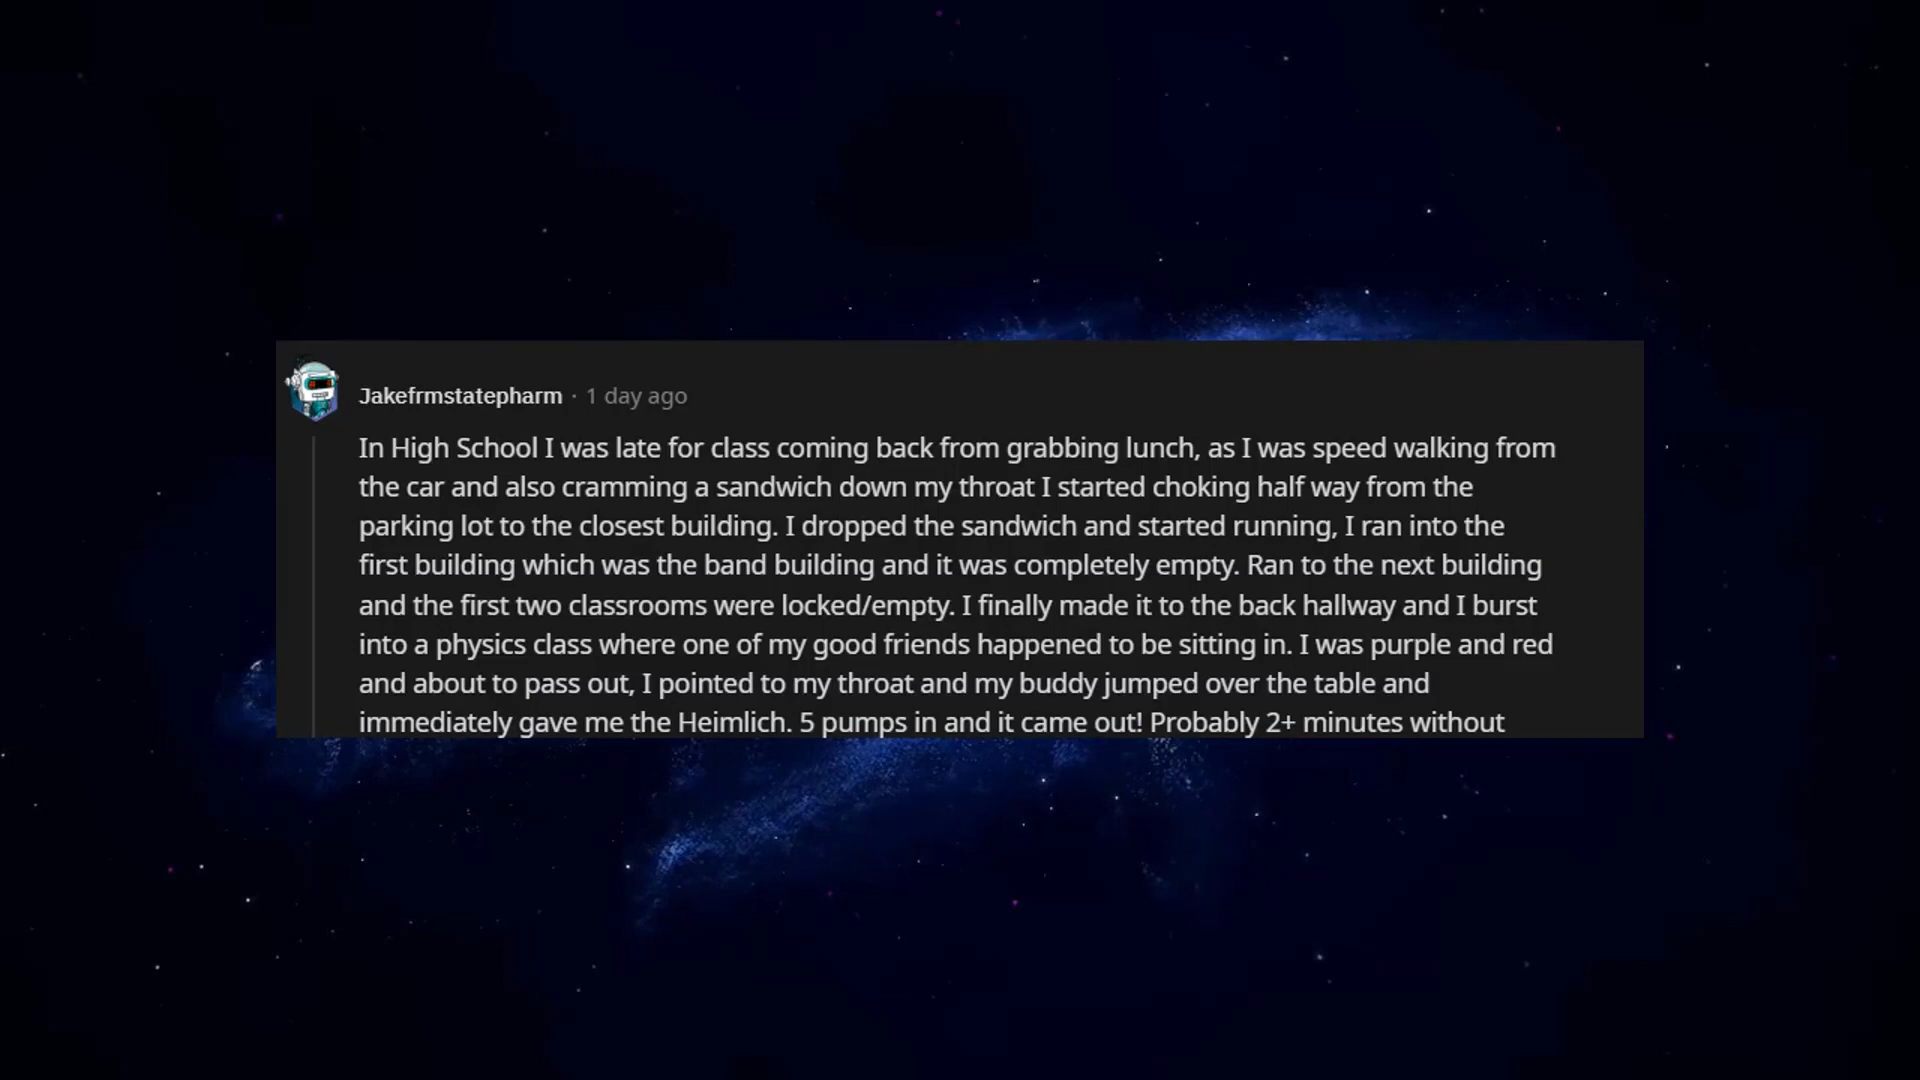 Jakefrmstatepharm · 1 day ago
In High School I was late for class coming back from grabbing lunch, as I was speed walking from
the car and also cramming a sandwich down my throat I started choking half way from the
parking lot to the closest building. I dropped the sandwich and started running, I ran into the
first building which was the band building and it was completely empty. Ran to the next building
and the first two classrooms were locked/empty. I finally made it to the back hallway and I burst
into a physics class where one of my good friends happened to be sitting in. I was purple and red
and about to pass out, I pointed to my throat and my buddy jumped over the table and
immediately gave me the Heimlich. 5 pumps in and it came out! Probably 2+ minutes without